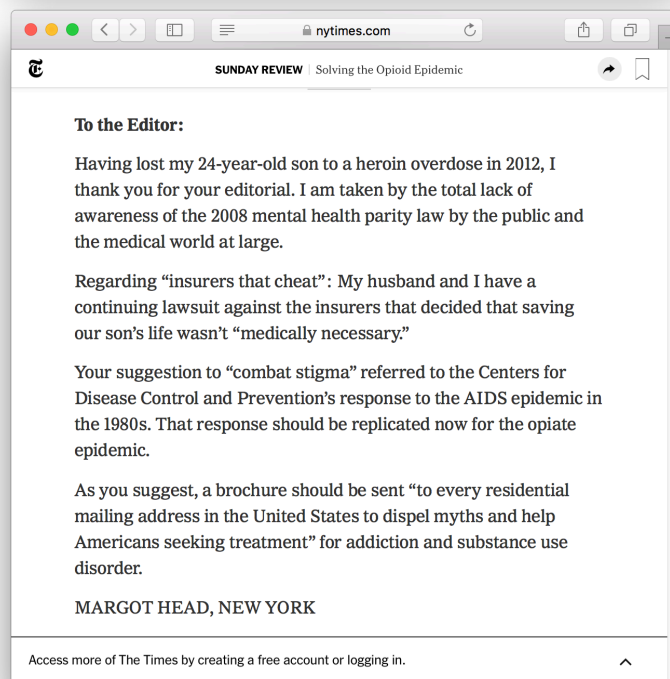 nytimes.com
SUNDAY REVIEW | Solving the Opioid Epidemic
To the Editor:
Having lost my 24-year-old son to a heroin overdose in 2012, I
thank you for your editorial. I am taken by the total lack of
awareness of the 2008 mental health parity law by the public and
the medical world at large.
Regarding “insurers that cheat”: My husband and I have a
continuing lawsuit against the insurers that decided that saving
our son’s life wasn’t “medically necessary.”
Your suggestion to “combat stigma” referred to the Centers for
Disease Control and Prevention’s response to the AIDS epidemic in
the 1980s. That response should be replicated now for the opiate
epidemic.
As you suggest, a brochure should be sent “to every residential
mailing address in the United States to dispel myths and help
Americans seeking treatment” for addiction and substance use
disorder.
MARGOT HEAD, NEW YORK
Access more of The Times by creating a free account or logging in.